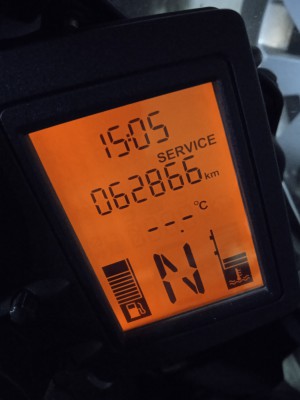 15:05
SERVICE
062866 km
--.- °C
N